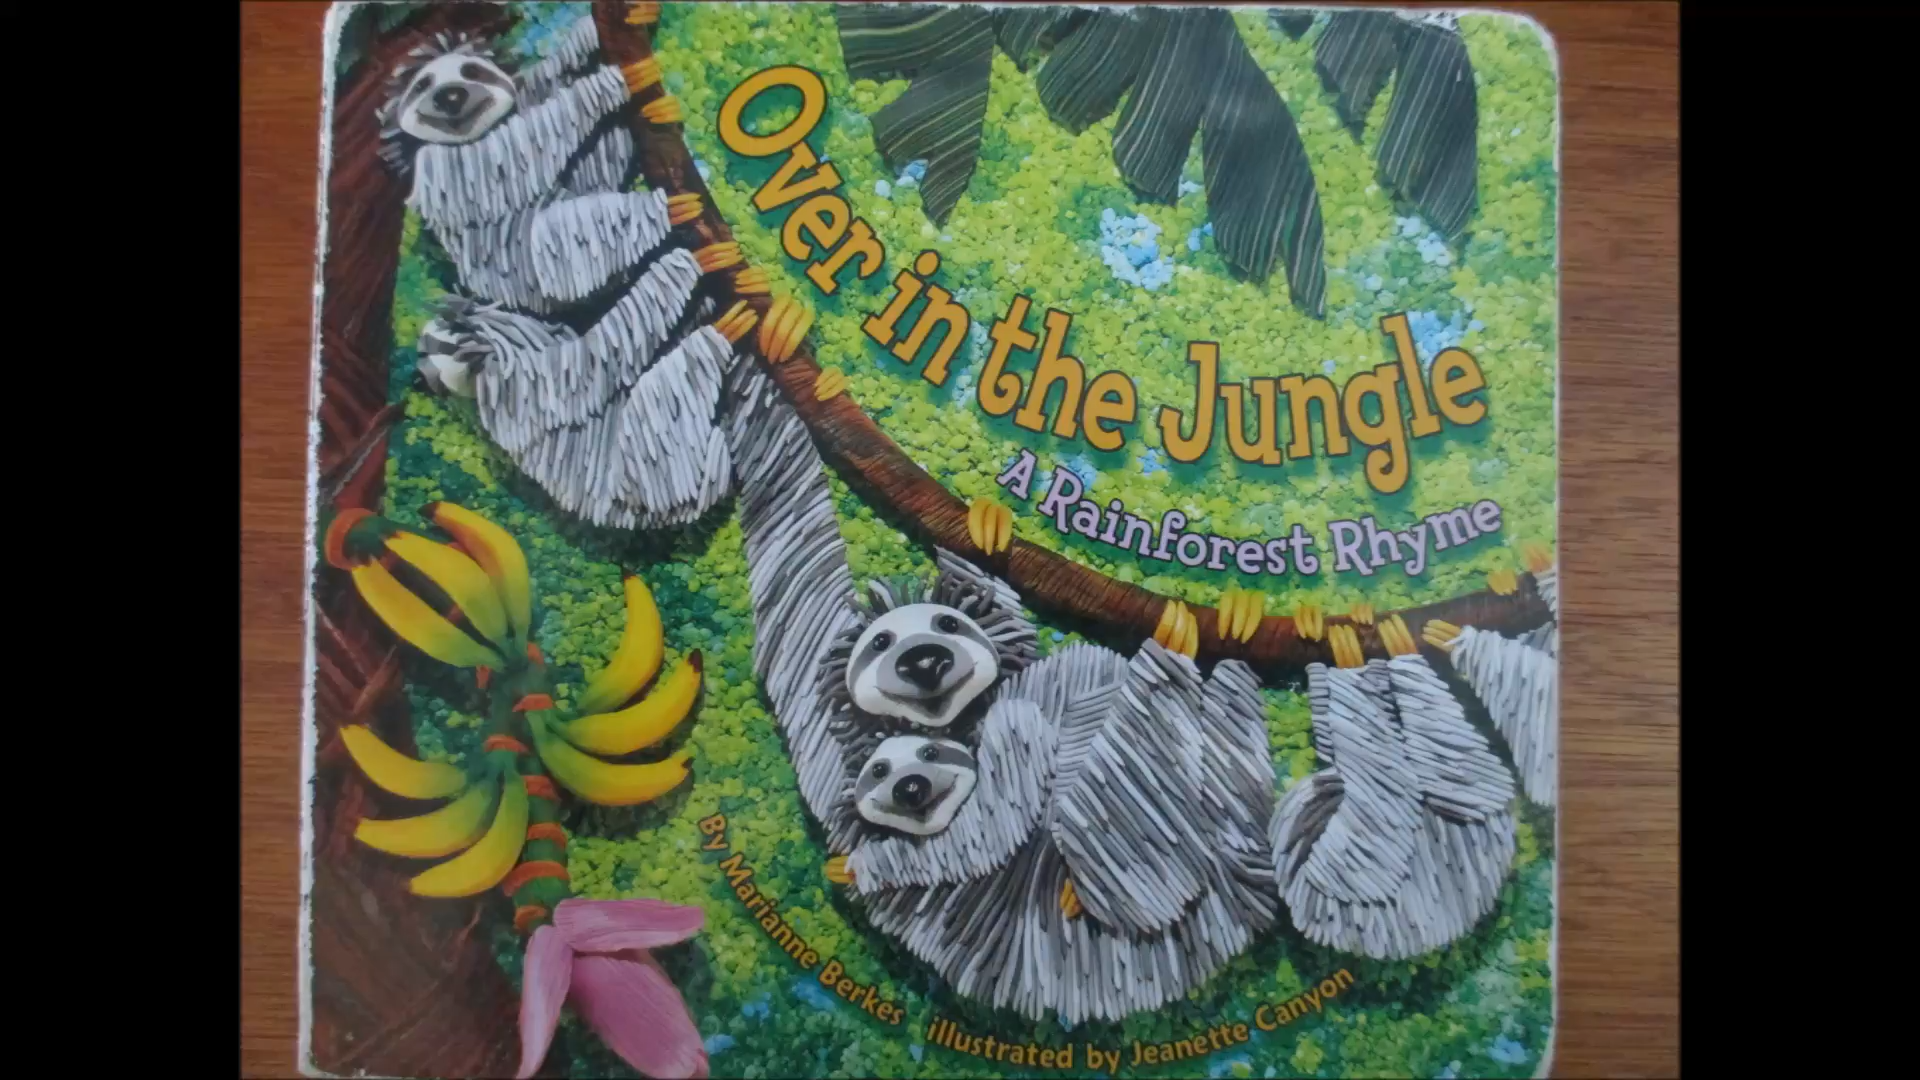 Over in the Jungle
A Rainforest Rhyme
By Marianne Berkes illustrated by Jeanette Canyon